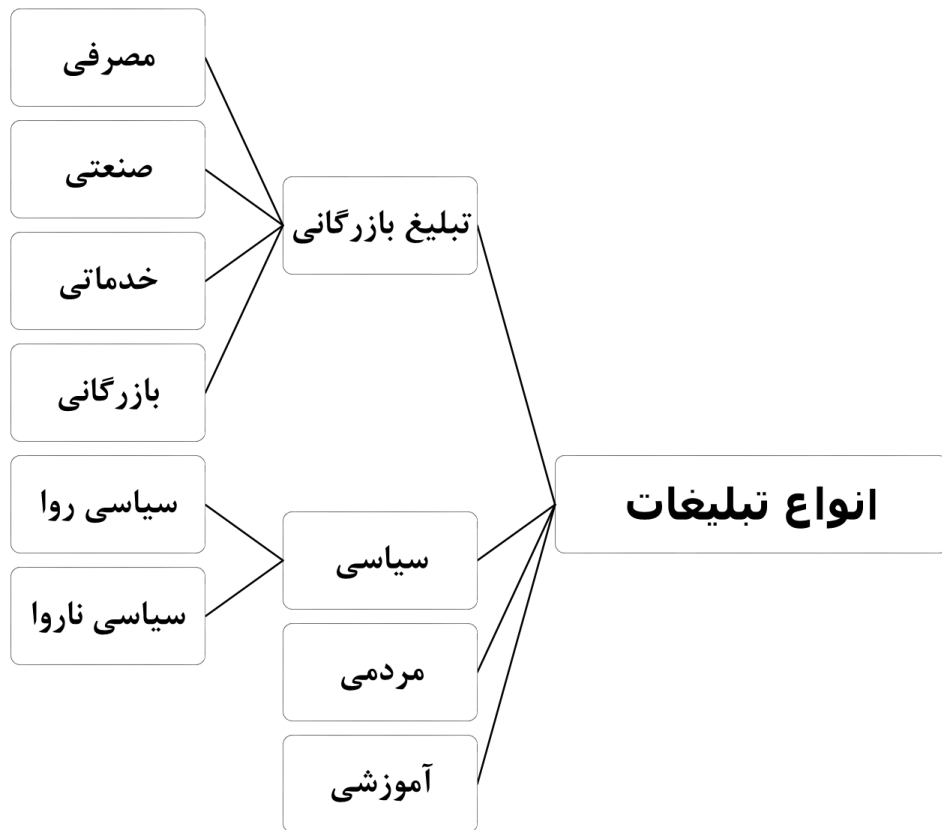 انواع تبلیغات
تبلیغ بازرگانی
مصرفی
صنعتی
خدماتی
بازرگانی
سیاسی
سیاسی روا
سیاسی ناروا
مردمی
آموزشی